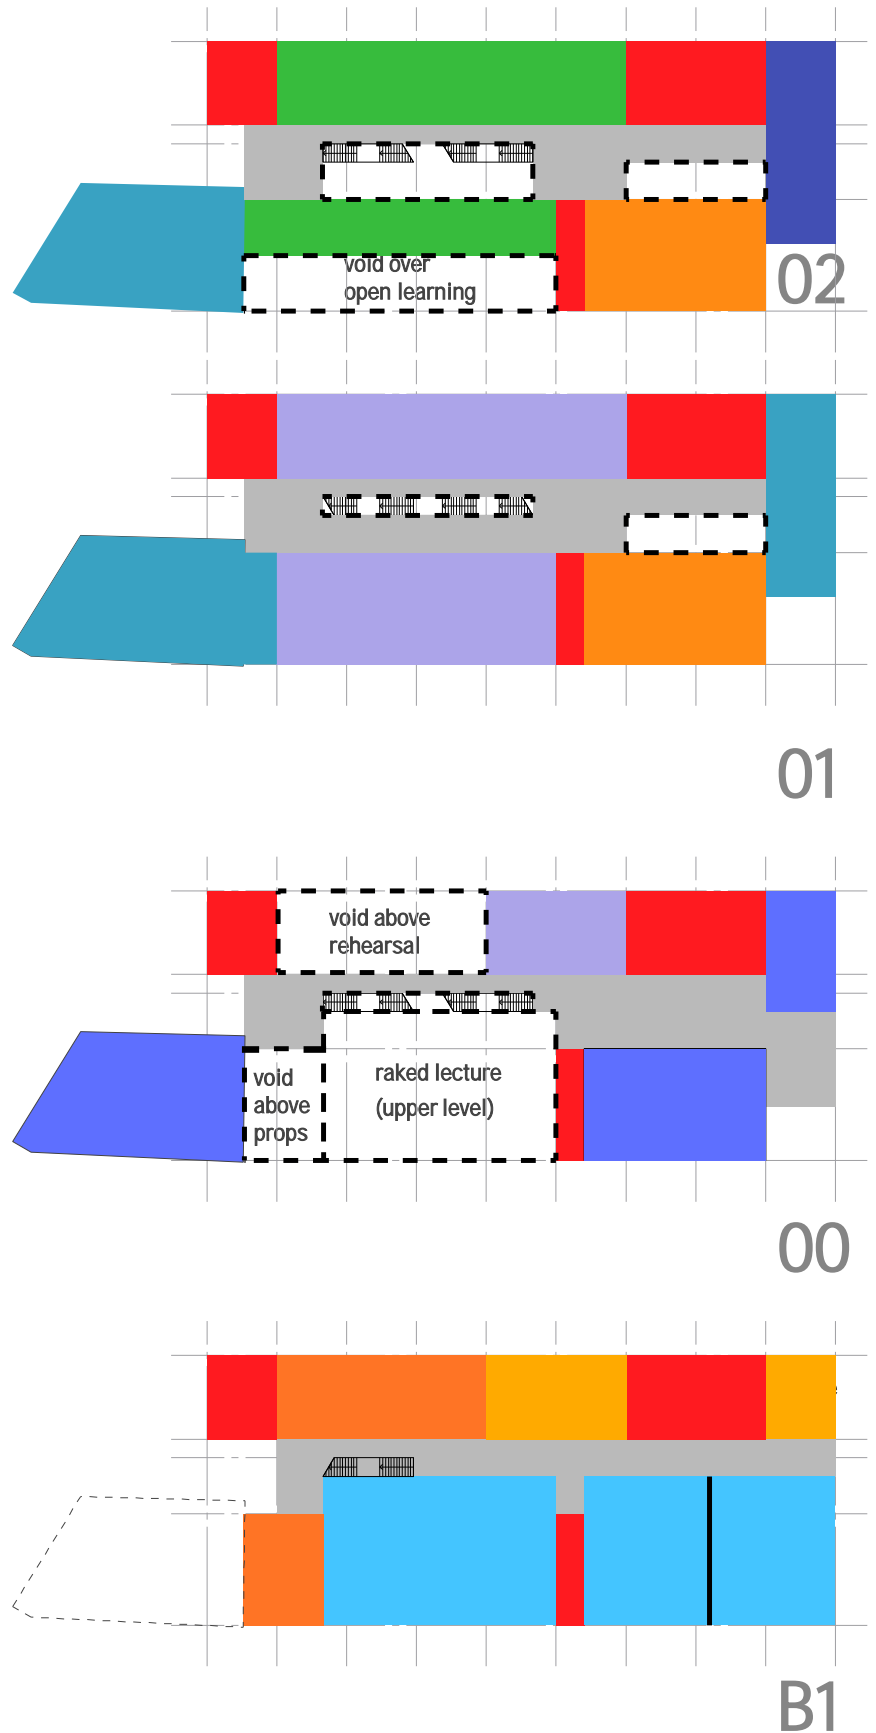 void over
open learning
02
01
void above
rehearsal
void
above
props
raked lecture
(upper level)
00
B1